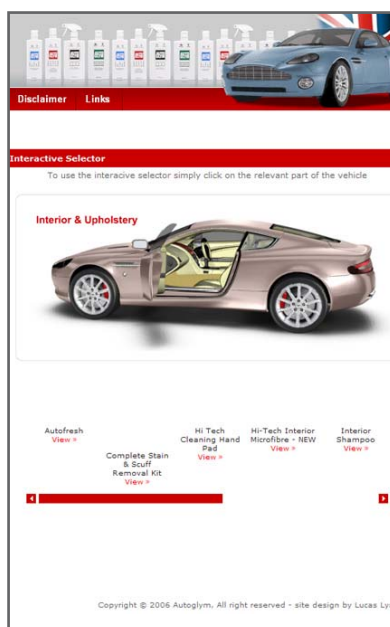 Disclaimer Links
Interactive Selector
To use the interacive selector simply click on the relevant part of the vehicle
Interior & Upholstery
Autofresh
View »
Complete Stain
& Scuff
Removal Kit
View »
Hi Tech
Cleaning Hand
Pad
View »
Hi-Tech Interior
Microfibre - NEW
View »
Interior
Shampoo
View »
Copyright © 2006 Autoglym, All right reserved - site design by Lucas Ly